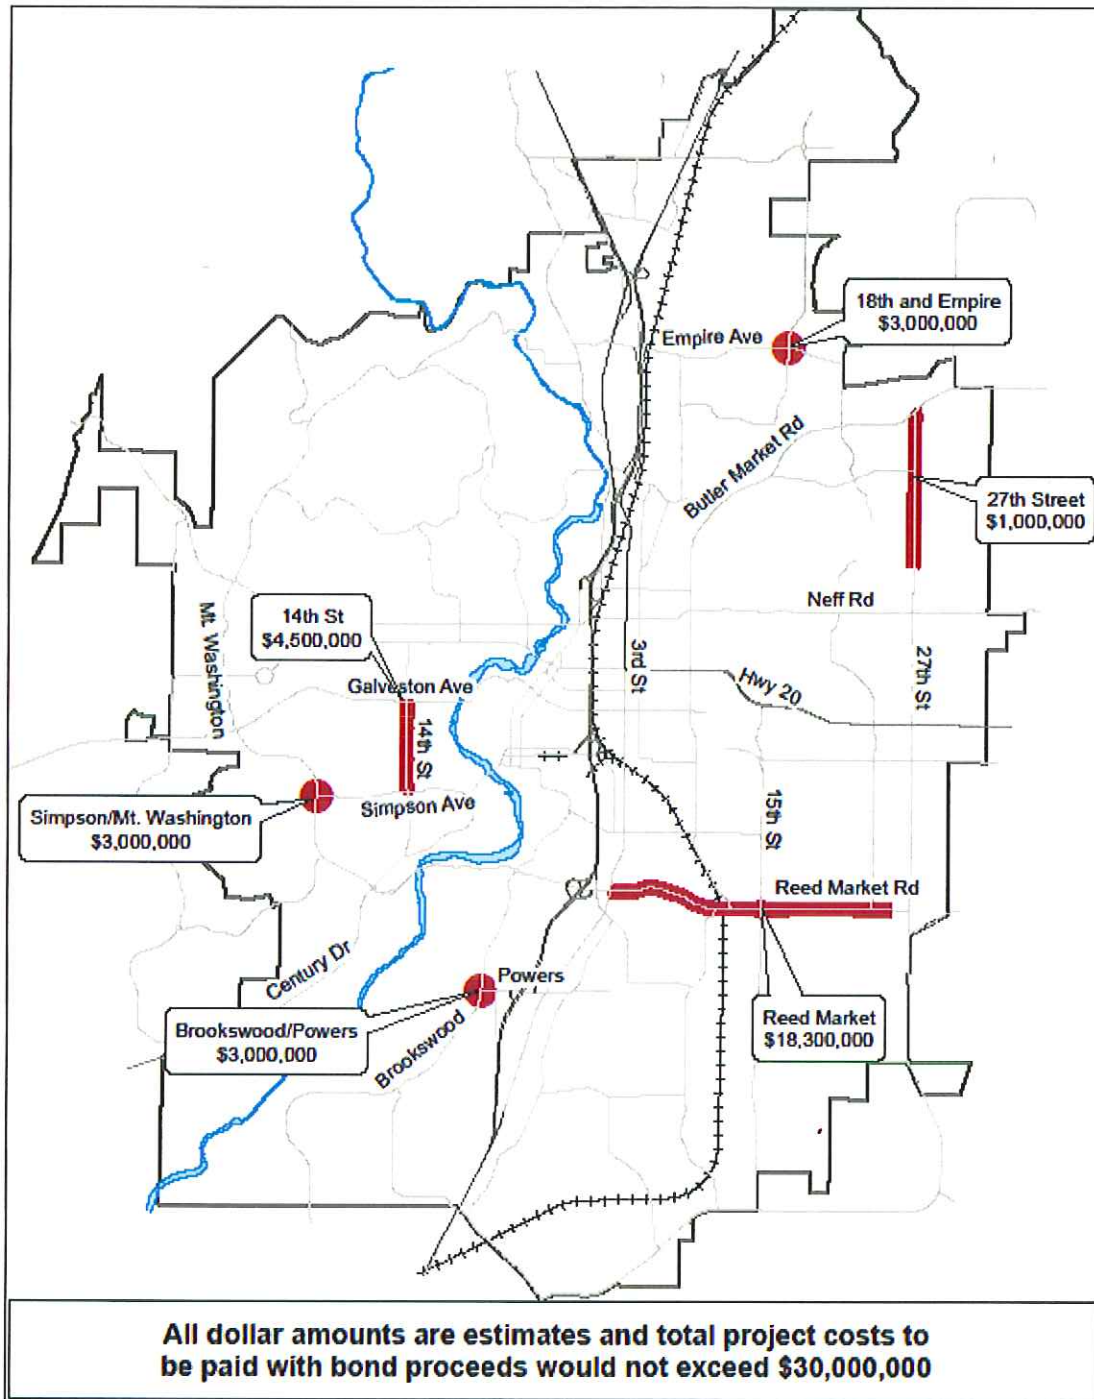 18th and Empire
$3,000,000
Empire Ave
Butler Market Rd
27th Street
$1,000,000
Neff Rd
14th St
$4,500,000
Mt. Washington
3rd St
27th St
Hwy 20
Galveston Ave
14th St
Simpson Ave
Simpson/Mt. Washington
$3,000,000
15th St
Reed Market Rd
Century Dr
Powers
Brookswood/Powers
$3,000,000
Brookswood
Reed Market
$18,300,000
All dollar amounts are estimates and total project costs to
be paid with bond proceeds would not exceed $30,000,000